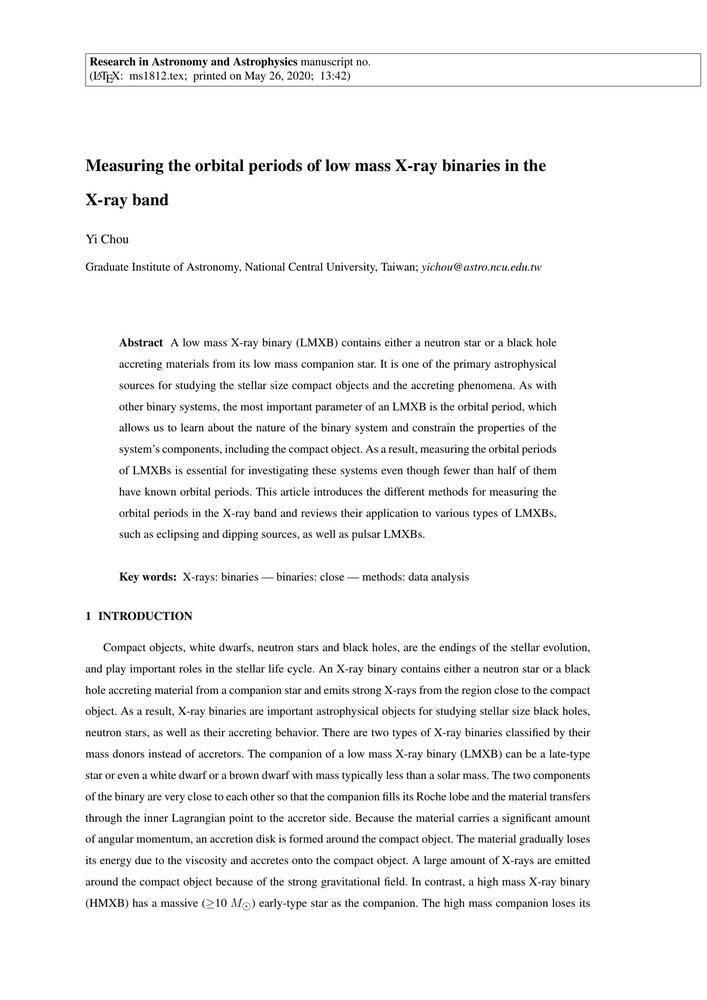 Research in Astronomy and Astrophysics manuscript no.
(LATEX: ms1812.tex; printed on May 26, 2020; 13:42)
Measuring the orbital periods of low mass X-ray binaries in the
X-ray band
Yi Chou
Graduate Institute of Astronomy, National Central University, Taiwan; yichou@astro.ncu.edu.tw
Abstract A low mass X-ray binary (LMXB) contains either a neutron star or a black hole
accreting materials from its low mass companion star. It is one of the primary astrophysical
sources for studying the stellar size compact objects and the accreting phenomena. As with
other binary systems, the most important parameter of an LMXB is the orbital period, which
allows us to learn about the nature of the binary system and constrain the properties of the
system's components, including the compact object. As a result, measuring the orbital periods
of LMXBs is essential for investigating these systems even though fewer than half of them
have known orbital periods. This article introduces the different methods for measuring the
orbital periods in the X-ray band and reviews their application to various types of LMXBs,
such as eclipsing and dipping sources, as well as pulsar LMXBs.
Key words: X-rays: binaries — binaries: close — methods: data analysis
1 INTRODUCTION
Compact objects, white dwarfs, neutron stars and black holes, are the endings of the stellar evolution,
and play important roles in the stellar life cycle. An X-ray binary contains either a neutron star or a black
hole accreting material from a companion star and emits strong X-rays from the region close to the compact
object. As a result, X-ray binaries are important astrophysical objects for studying stellar size black holes,
neutron stars, as well as their accreting behavior. There are two types of X-ray binaries classified by their
mass donors instead of accretors. The companion of a low mass X-ray binary (LMXB) can be a late-type
star or even a white dwarf or a brown dwarf with mass typically less than a solar mass. The two components
of the binary are very close to each other so that the companion fills its Roche lobe and the material transfers
through the inner Lagrangian point to the accretor side. Because the material carries a significant amount
of angular momentum, an accretion disk is formed around the compact object. The material gradually loses
its energy due to the viscosity and accretes onto the compact object. A large amount of X-rays are emitted
around the compact object because of the strong gravitational field. In contrast, a high mass X-ray binary
(HMXB) has a massive (≥10 M⊙) early-type star as the companion. The high mass companion loses its